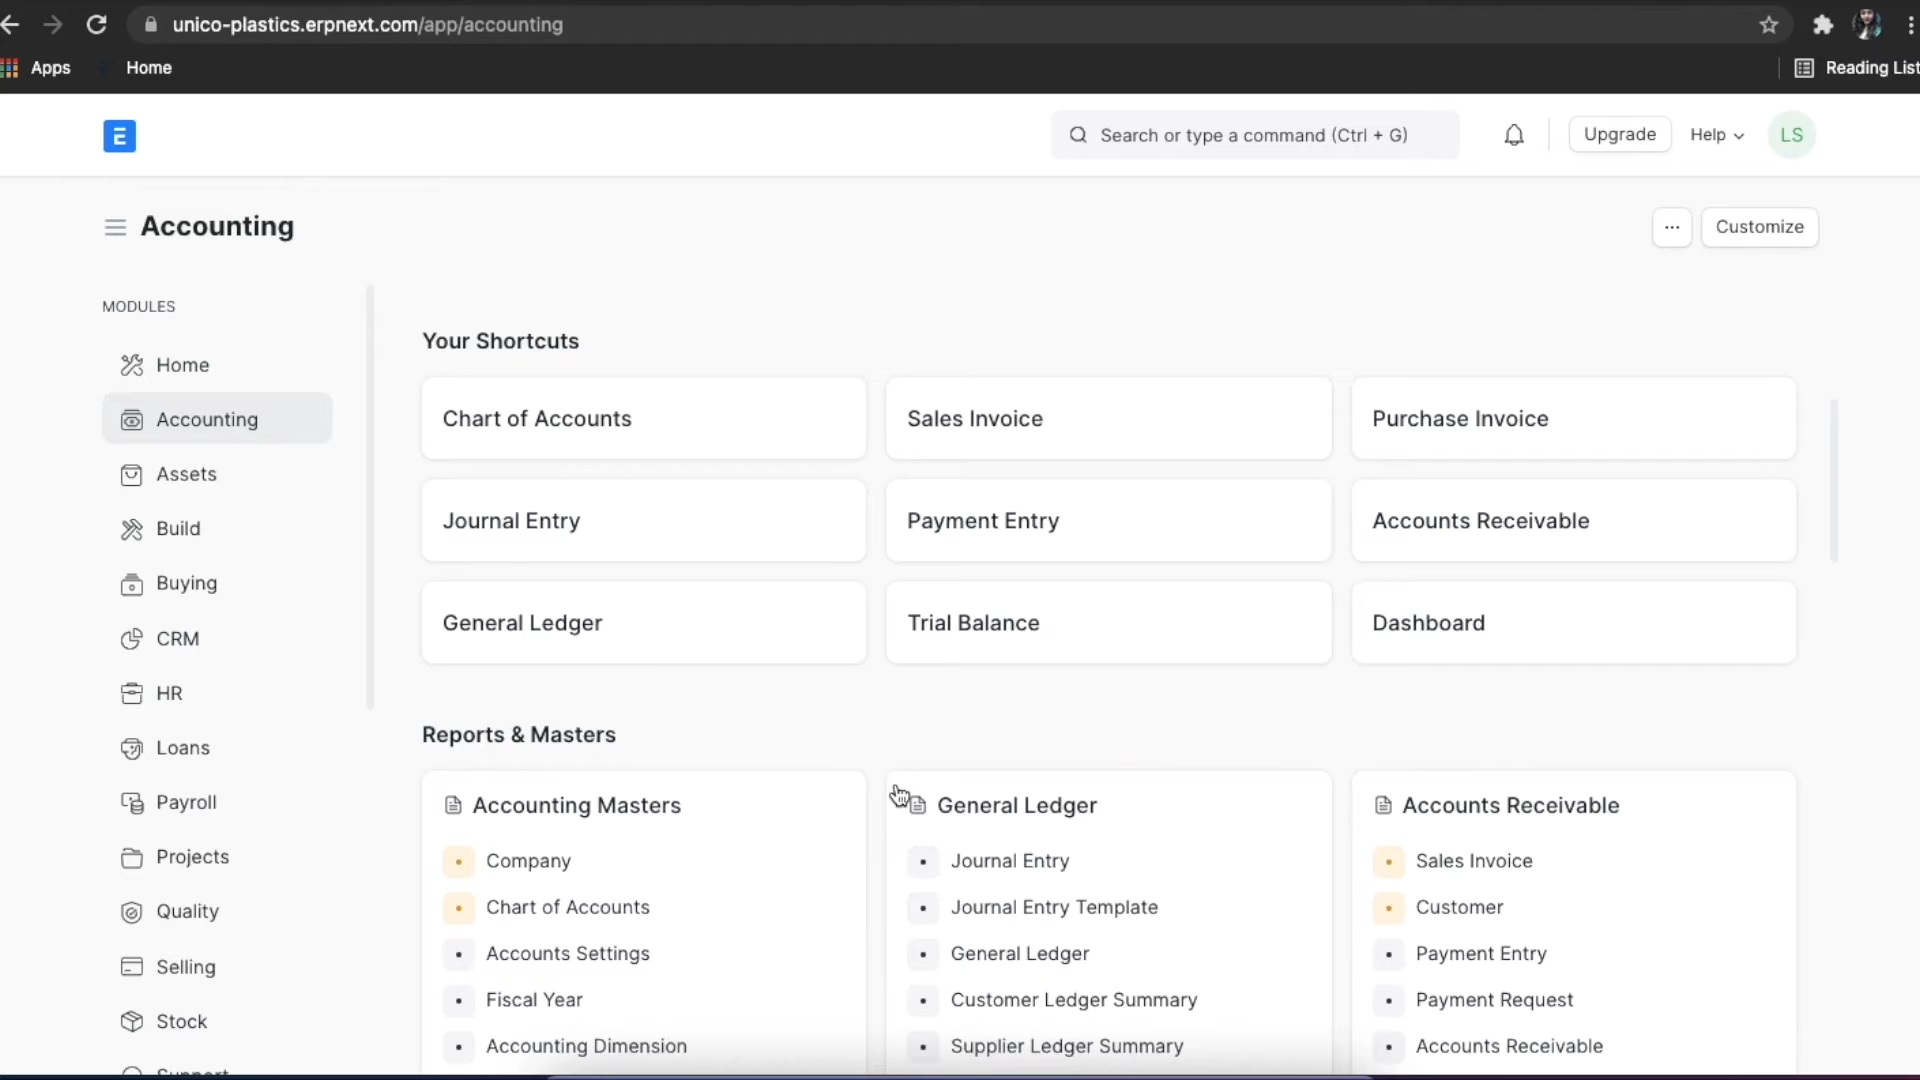 unico-plastics.erpnext.com/app/accounting
Apps
Home
Reading List
E
Search or type a command (Ctrl + G)
Upgrade
Help
LS
Accounting
...
Customize
MODULES
Home
Accounting
Assets
Build
Buying
CRM
HR
Loans
Payroll
Projects
Quality
Selling
Stock
Support
Your Shortcuts
Chart of Accounts
Sales Invoice
Purchase Invoice
Journal Entry
Payment Entry
Accounts Receivable
General Ledger
Trial Balance
Dashboard
Reports & Masters
Accounting Masters
Company
Chart of Accounts
Accounts Settings
Fiscal Year
Accounting Dimension
General Ledger
Journal Entry
Journal Entry Template
General Ledger
Customer Ledger Summary
Supplier Ledger Summary
Accounts Receivable
Sales Invoice
Customer
Payment Entry
Payment Request
Accounts Receivable